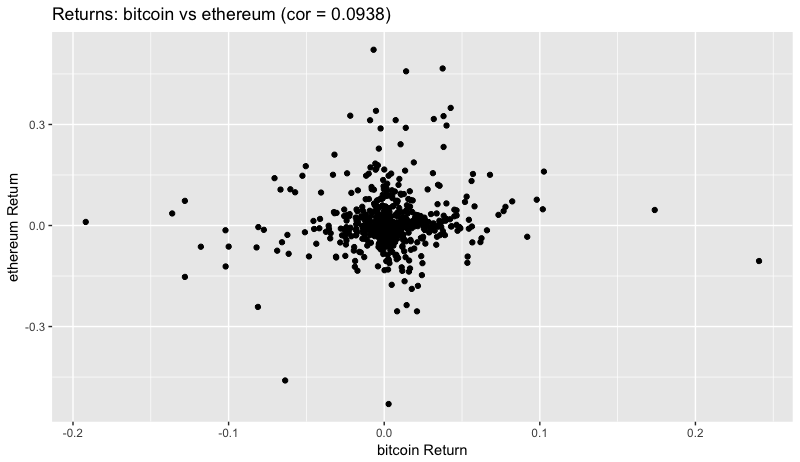 Returns: bitcoin vs ethereum (cor = 0.0938)
ethereum Return
0.3
0.0
-0.3
-0.2
-0.1
0.0
0.1
0.2
bitcoin Return